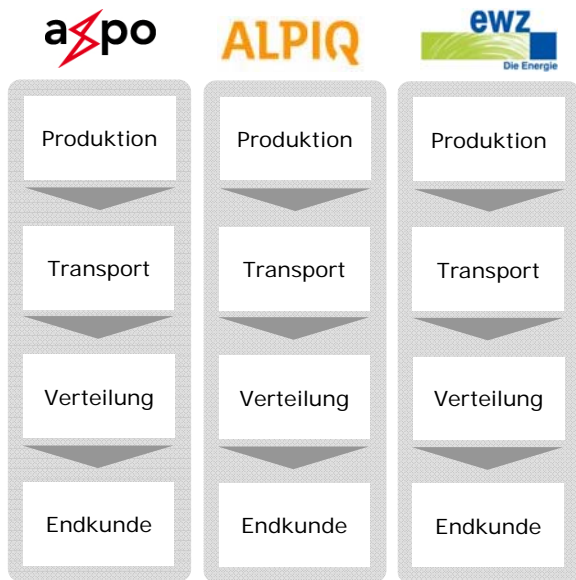 axpo
ALPIQ
ewz
Die Energie
Produktion
Produktion
Produktion
Transport
Transport
Transport
Verteilung
Verteilung
Verteilung
Endkunde
Endkunde
Endkunde